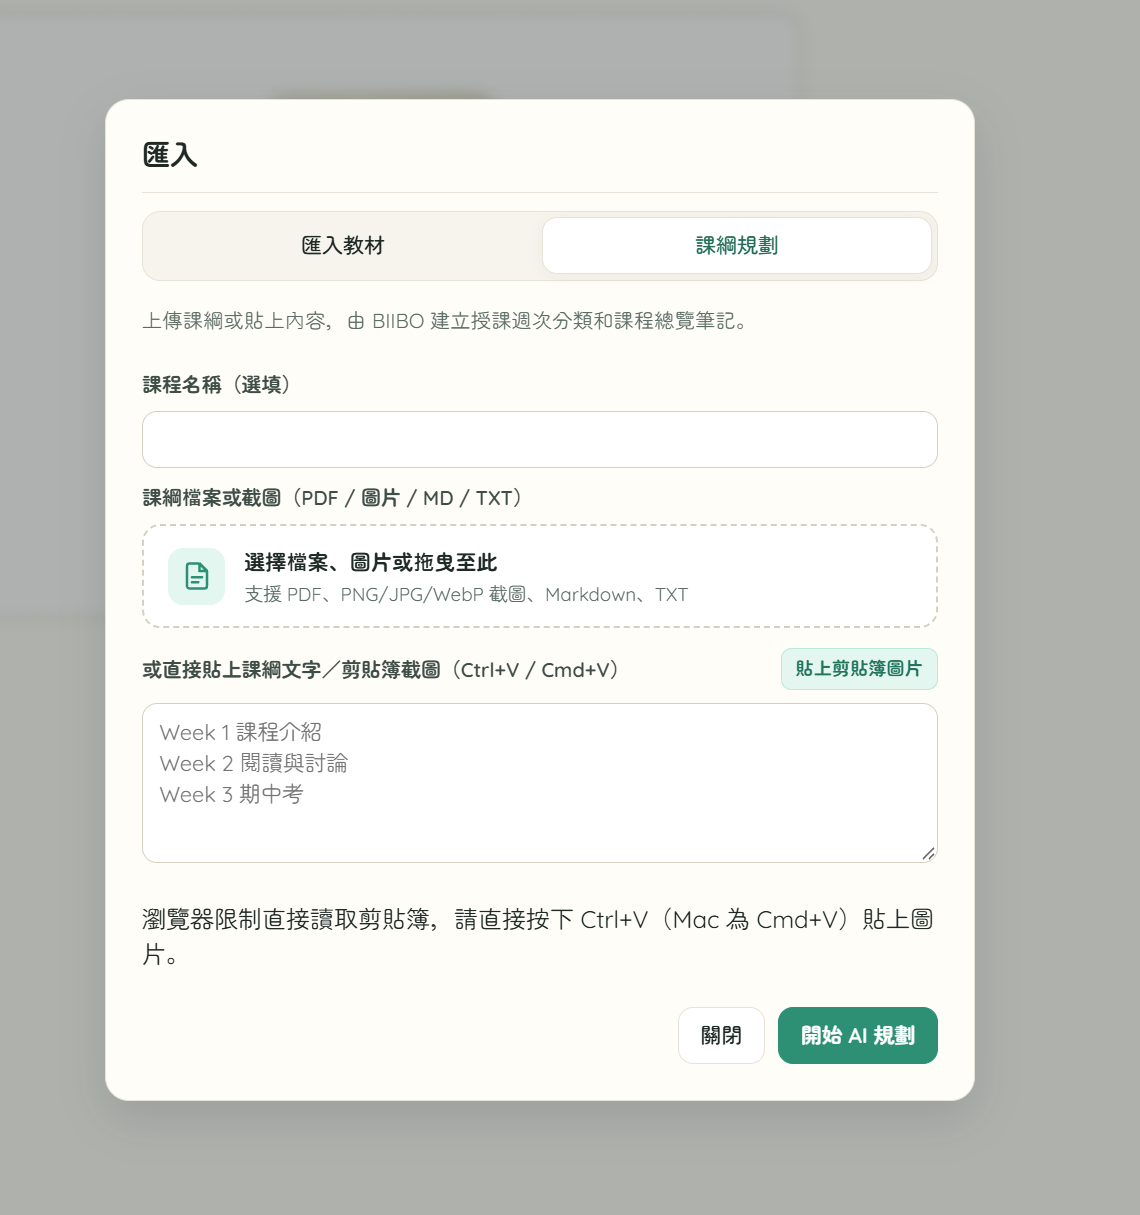 匯入
匯入教材
課綱規劃
上傳課綱或貼上內容，由 BIIBO 建立授課週次分類和課程總覽筆記。
課程名稱（選填）
課綱檔案或截圖（PDF / 圖片 / MD / TXT）
選擇檔案、圖片或拖曳至此
支援 PDF、PNG/JPG/WebP 截圖、Markdown、TXT
或直接貼上課綱文字／剪貼簿截圖（Ctrl+V / Cmd+V）
貼上剪貼簿圖片
Week 1 課程介紹
Week 2 閱讀與討論
Week 3 期中考
瀏覽器限制直接讀取剪貼簿，請直接按下 Ctrl+V（Mac 為 Cmd+V）貼上圖
片。
關閉
開始 AI 規劃